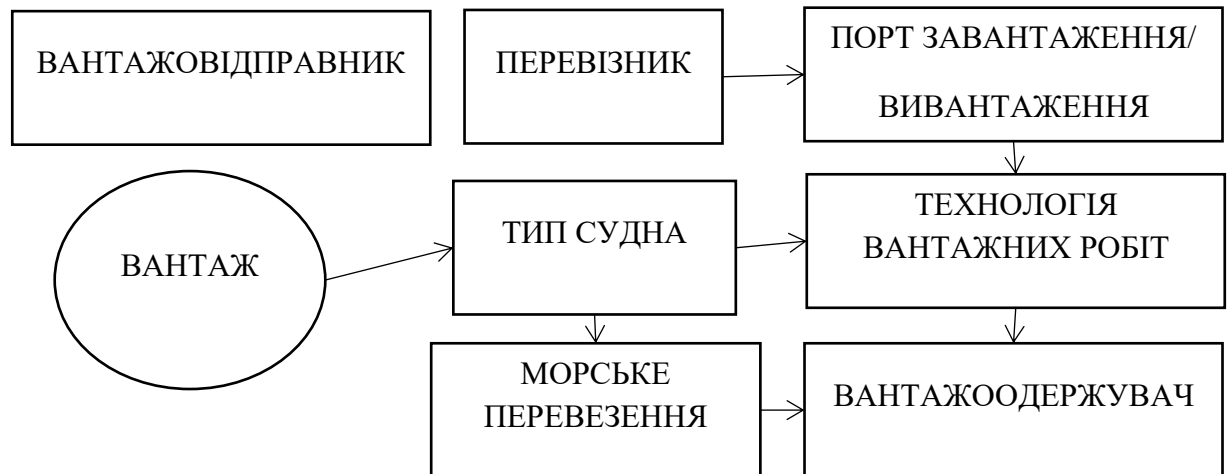 ВАНТАЖОВІДПРАВНИК
ПЕРЕВІЗНИК
ПОРТ ЗАВАНТАЖЕННЯ/
ВИВАНТАЖЕННЯ
ВАНТАЖ
ТИП СУДНА
ТЕХНОЛОГІЯ
ВАНТАЖНИХ РОБІТ
МОРСЬКЕ
ПЕРЕВЕЗЕННЯ
ВАНТАЖООДЕРЖУВАЧ